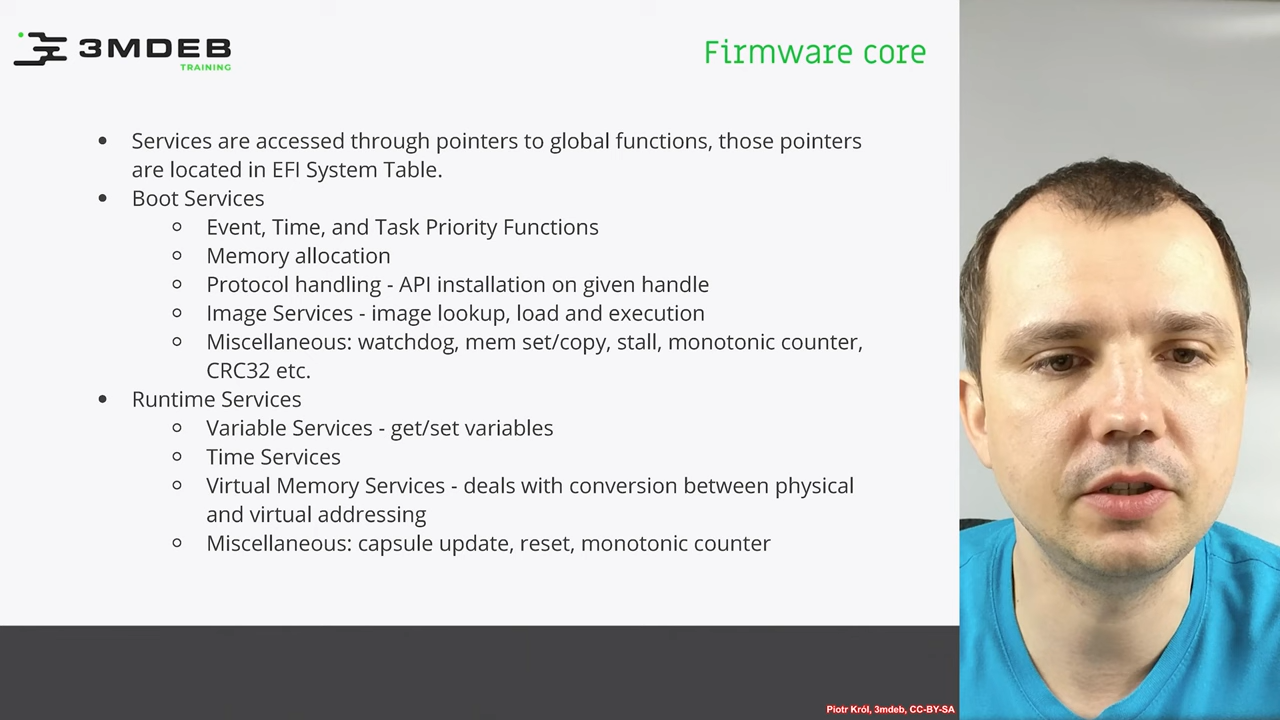 3MDEB
TRAINING
Firmware core
• Services are accessed through pointers to global functions, those pointers
are located in EFI System Table.
• Boot Services
○ Event, Time, and Task Priority Functions
○ Memory allocation
○ Protocol handling - API installation on given handle
○ Image Services - image lookup, load and execution
○ Miscellaneous: watchdog, mem set/copy, stall, monotonic counter,
CRC32 etc.
• Runtime Services
○ Variable Services - get/set variables
○ Time Services
○ Virtual Memory Services - deals with conversion between physical
and virtual addressing
○ Miscellaneous: capsule update, reset, monotonic counter
Piotr Król, 3mdeb, CC-BY-SA